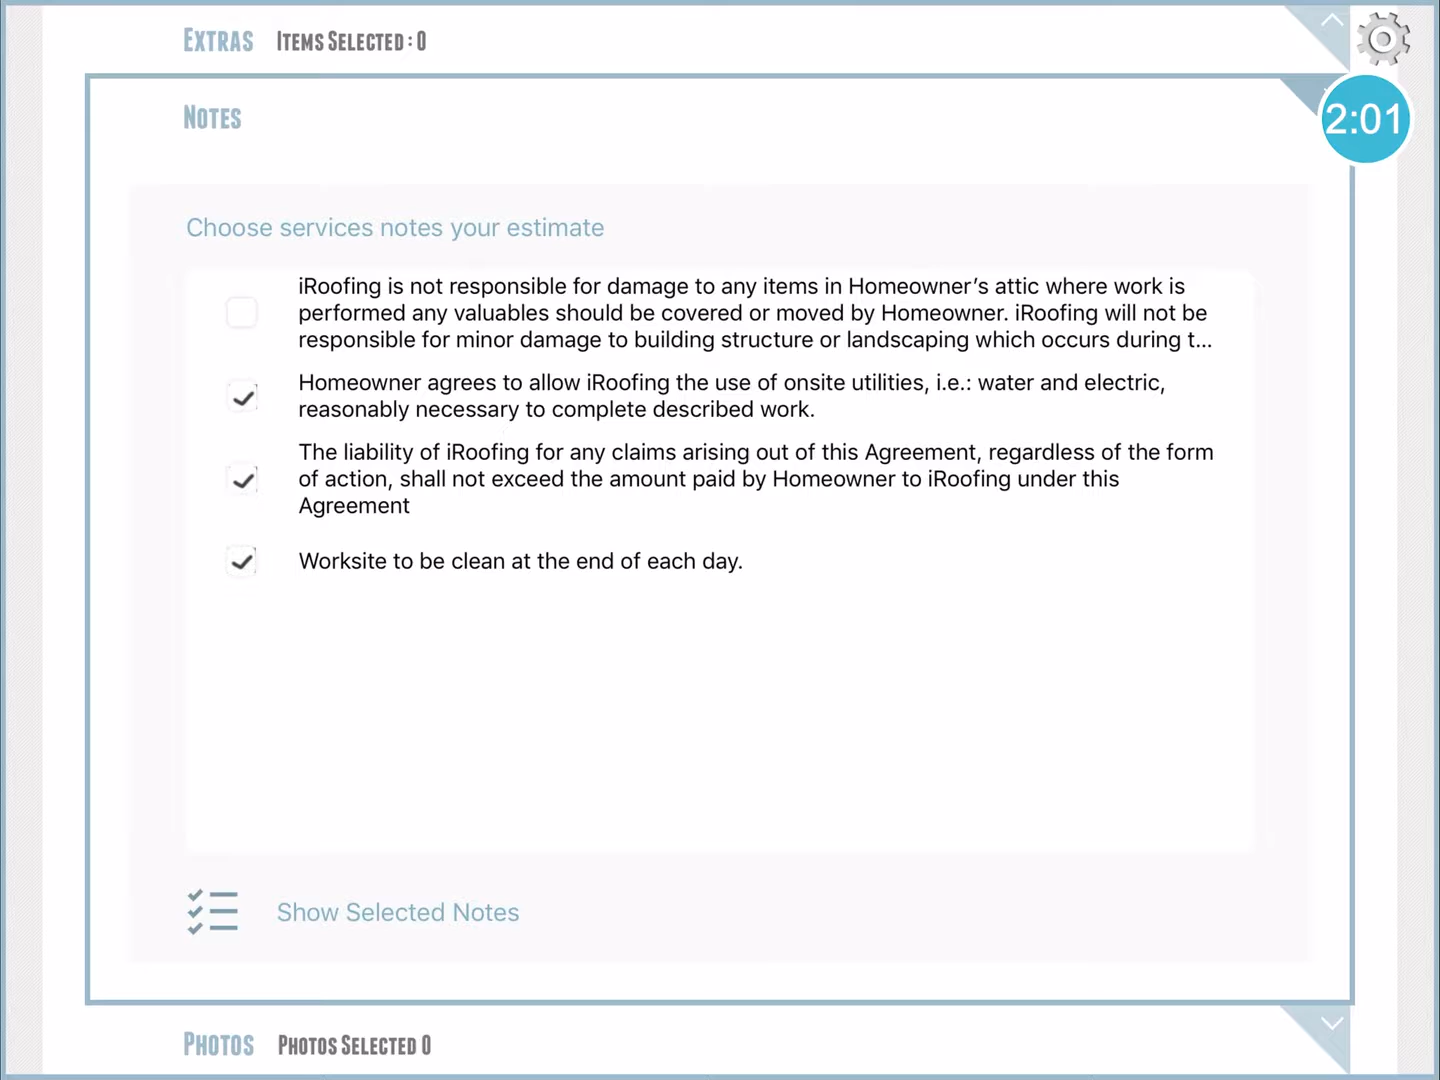 EXTRAS ITEMS SELECTED : 0
NOTES
2:01
Choose services notes your estimate
iRoofing is not responsible for damage to any items in Homeowner’s attic where work is
performed any valuables should be covered or moved by Homeowner. iRoofing will not be
responsible for minor damage to building structure or landscaping which occurs during t...
Homeowner agrees to allow iRoofing the use of onsite utilities, i.e.: water and electric,
reasonably necessary to complete described work.
The liability of iRoofing for any claims arising out of this Agreement, regardless of the form
of action, shall not exceed the amount paid by Homeowner to iRoofing under this
Agreement
Worksite to be clean at the end of each day.
Show Selected Notes
PHOTOS PHOTOS SELECTED 0